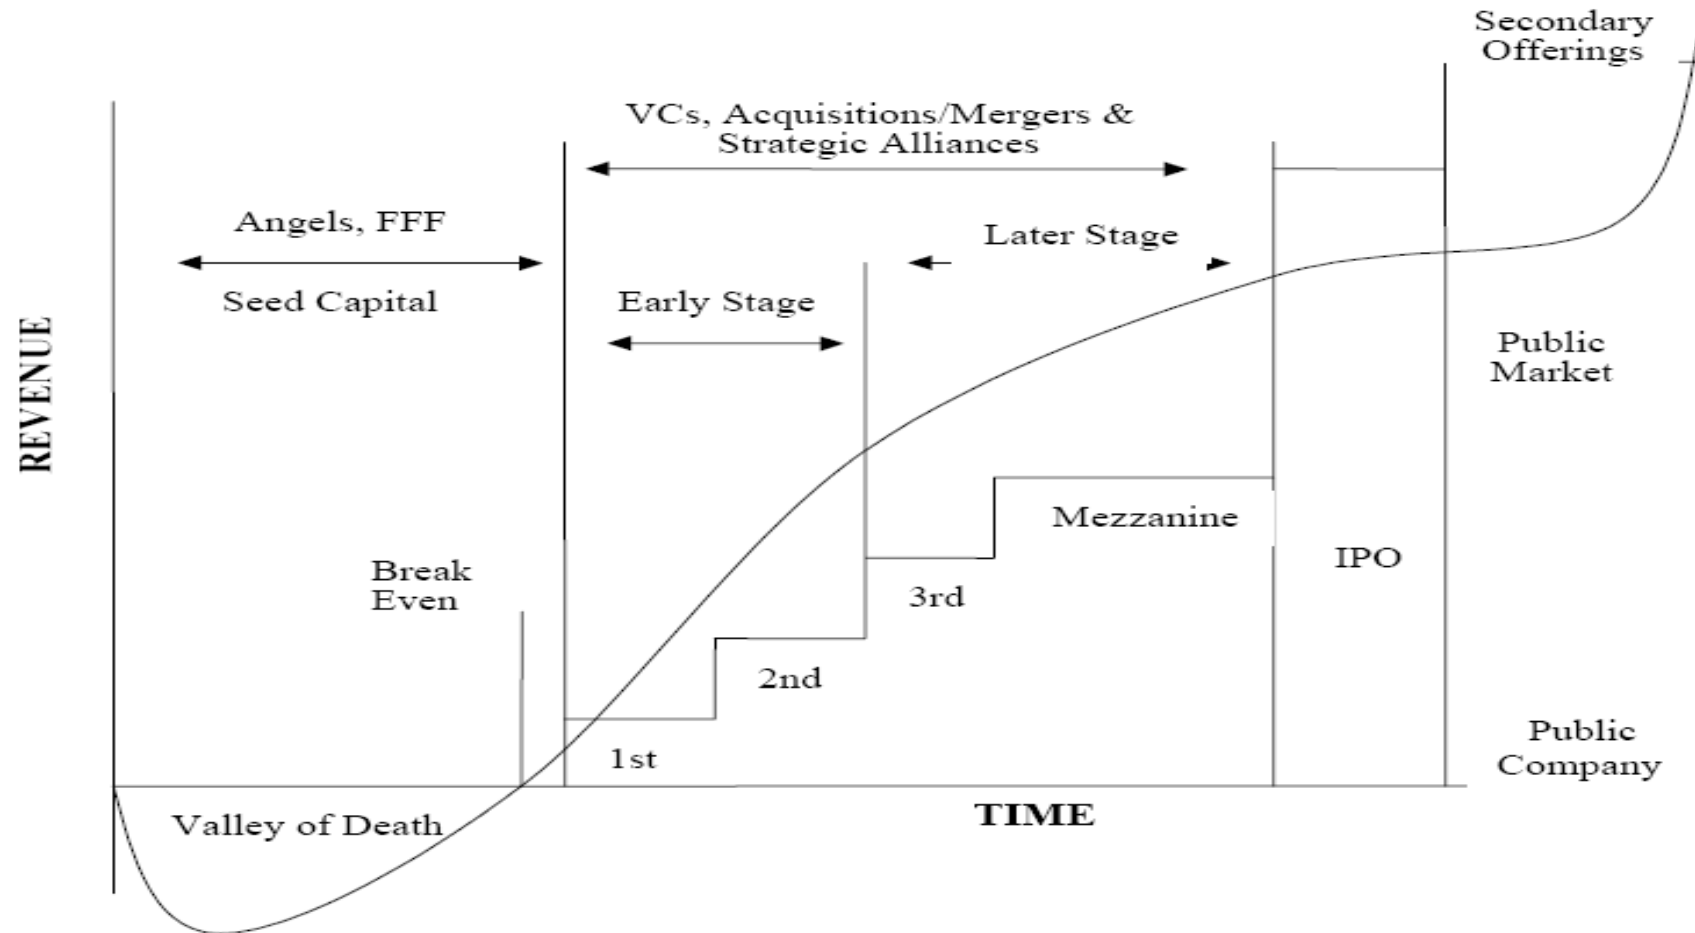 Secondary
Offerings
VCs, Acquisitions/Mergers &
Strategic Alliances
Angels, FFF
Later Stage
Seed Capital
Early Stage
REVENUE
Public
Market
Mezzanine
Break
Even
IPO
3rd
2nd
1st
Public
Company
TIME
Valley of Death